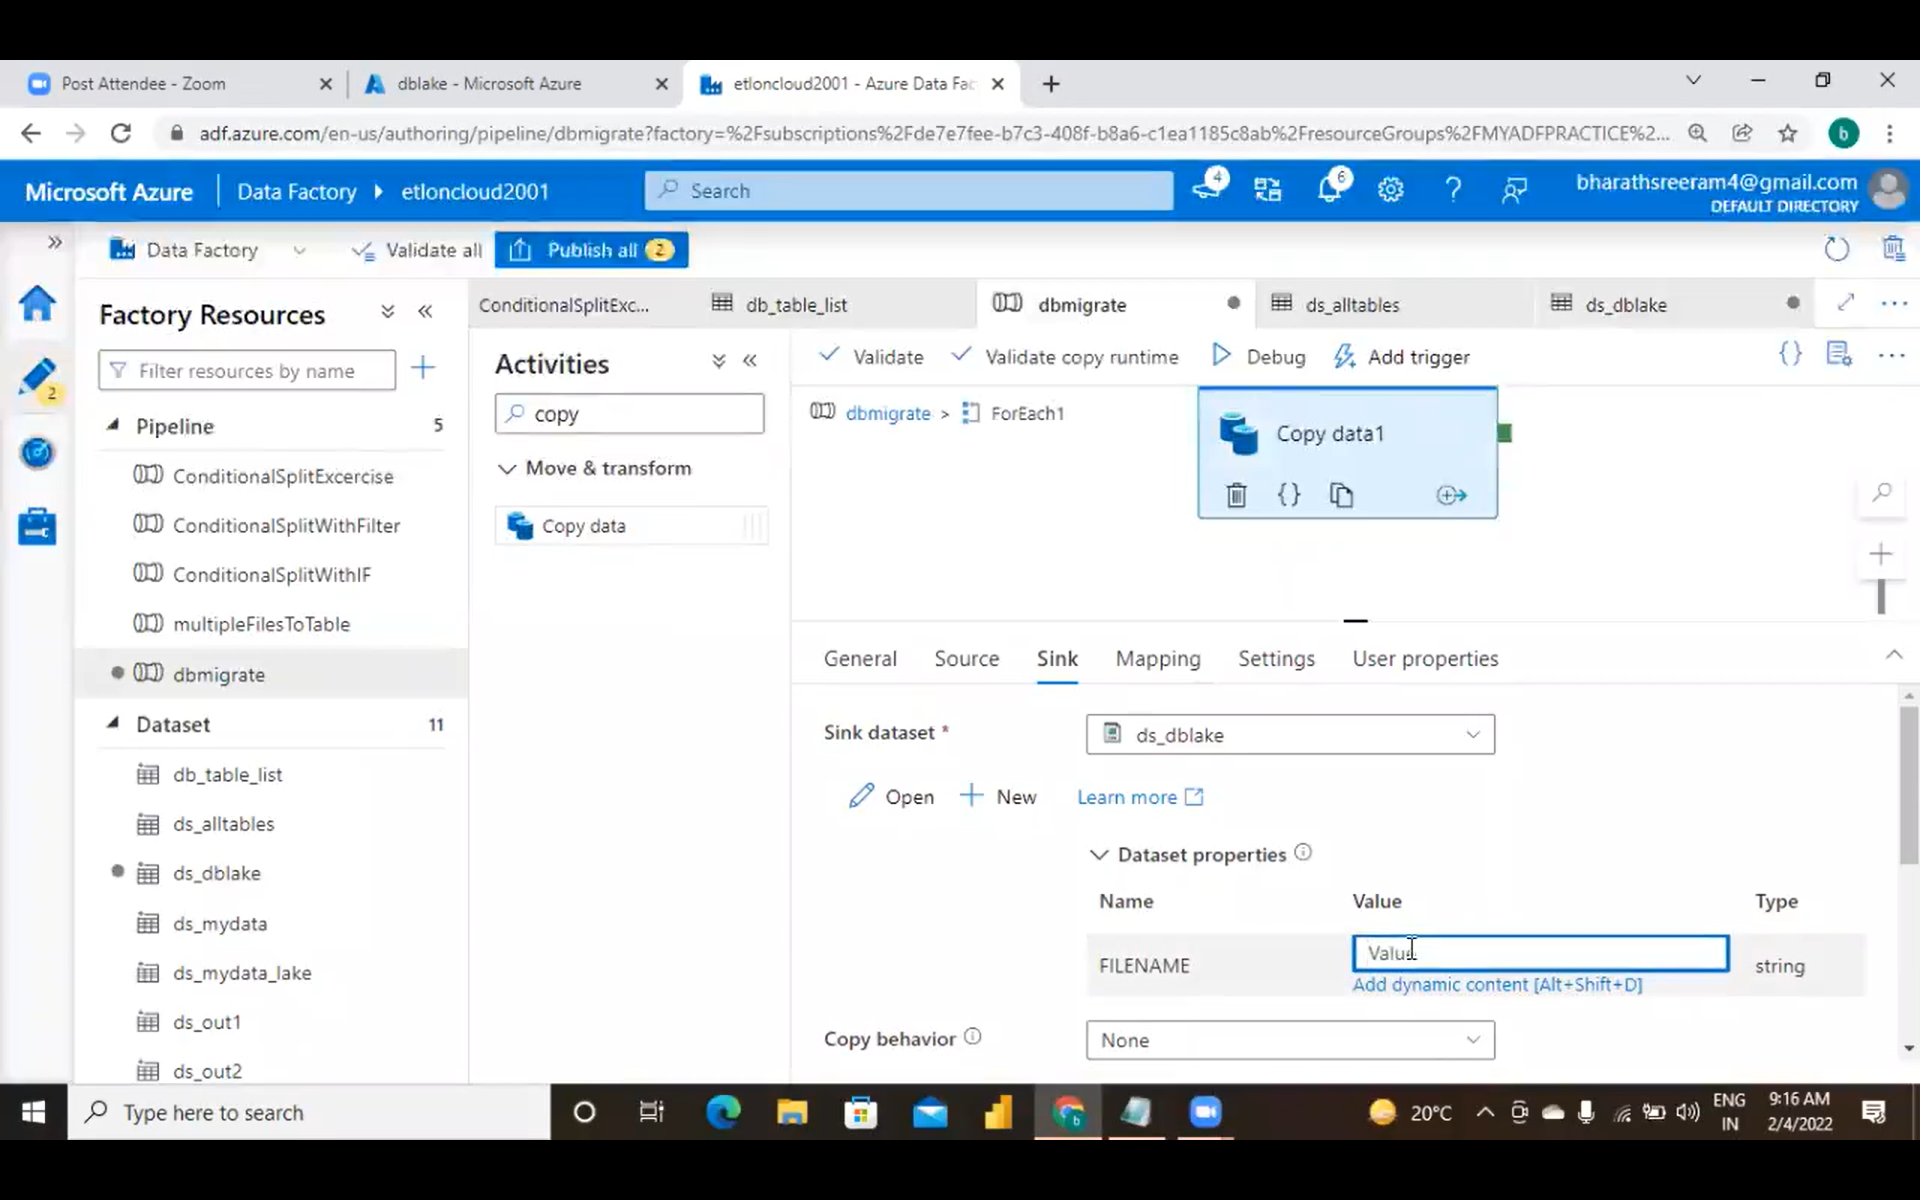 Post Attendee - Zoom
dblake - Microsoft Azure
etloncloud2001 - Azure Data Fac
adf.azure.com/en-us/authoring/pipeline/dbmigrate?factory=%2Fsubscriptions%2Fde7e7fee-b7c3-408f-b8a6-c1ea1185c8ab%2FresourceGroups%2FMYADFPRACTICE%2...
b
Microsoft Azure
Data Factory
etloncloud2001
Search
4
6
bharathsreeram4@gmail.com
DEFAULT DIRECTORY
Data Factory
Validate all
Publish all 2
Factory Resources
Filter resources by name
2
Pipeline 5
ConditionalSplitExcercise
ConditionalSplitWithFilter
ConditionalSplitWithIF
multipleFilesToTable
dbmigrate
Dataset 11
db_table_list
ds_alltables
ds_dblake
ds_mydata
ds_mydata_lake
ds_out1
ds_out2
ConditionalSplitExc...
db_table_list
dbmigrate
ds_alltables
ds_dblake
Activities
copy
Move & transform
Copy data
Validate
Validate copy runtime
Debug
Add trigger
dbmigrate > ForEach1
Copy data1
General
Source
Sink
Mapping
Settings
User properties
Sink dataset *
ds_dblake
Open
New
Learn more
Dataset properties
Name
Value
Type
FILENAME
Value
string
Add dynamic content [Alt+Shift+D]
Copy behavior
None
Type here to search
20°C
ENG
IN
9:16 AM
2/4/2022